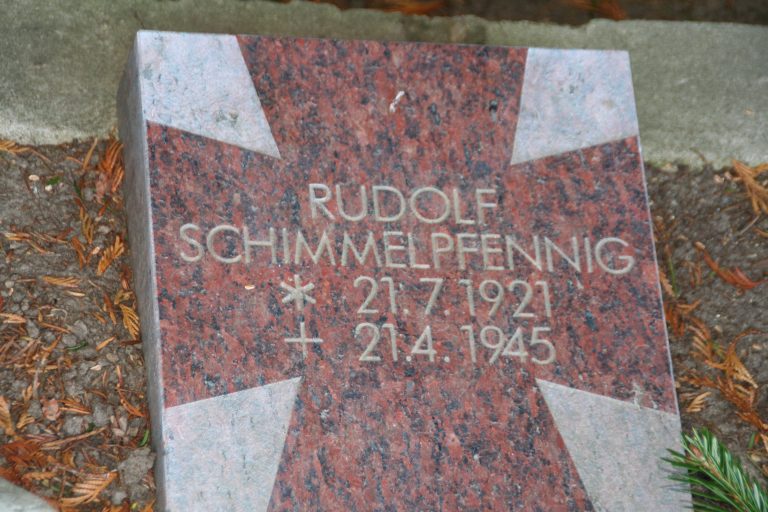 RUDOLF
SCHIMMELPFENNIG
* 21.7.1921
+ 21.4.1945